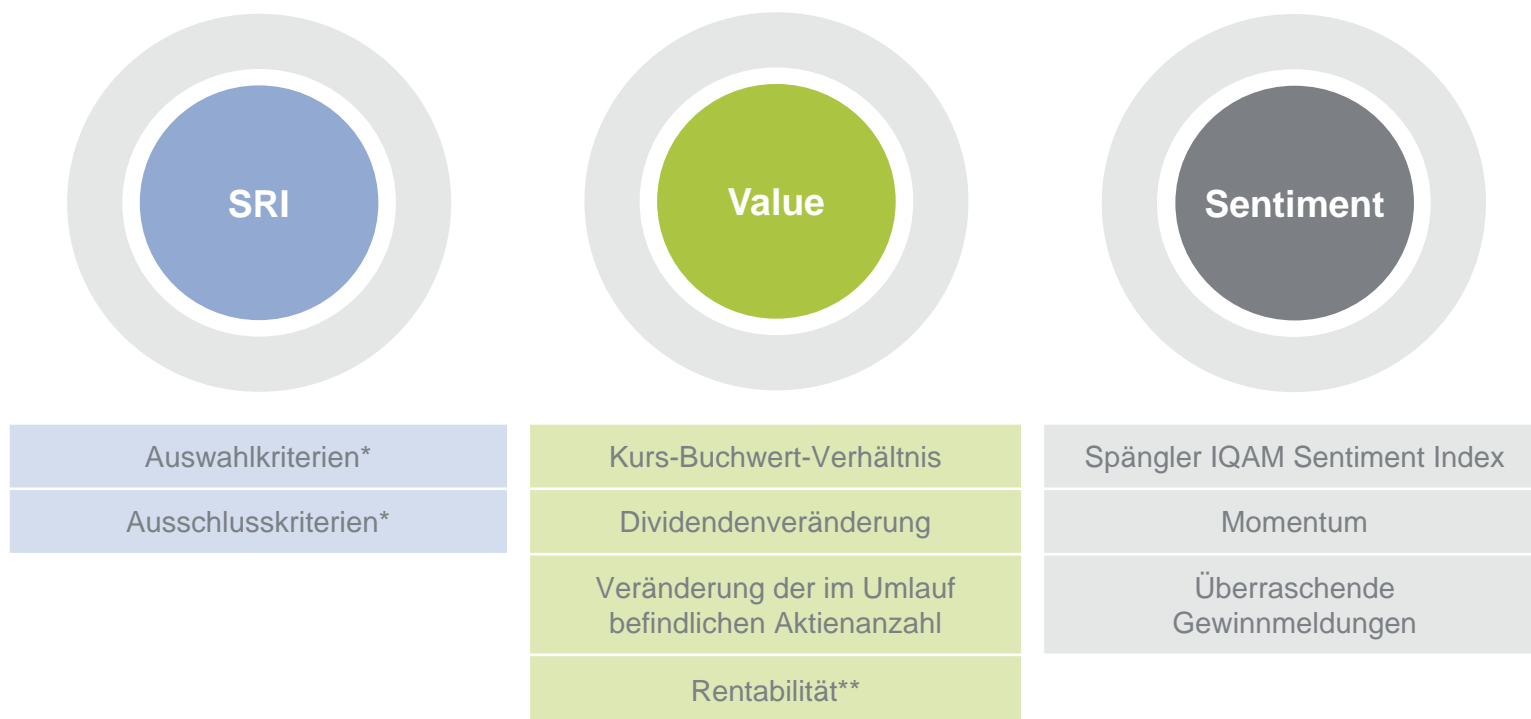 SRI
Value
Sentiment
Auswahlkriterien*
Ausschlusskriterien*
Kurs-Buchwert-Verhältnis
Dividendenveränderung
Veränderung der im Umlauf
befindlichen Aktienanzahl
Rentabilität**
Spängler IQAM Sentiment Index
Momentum
Überraschende
Gewinnmeldungen